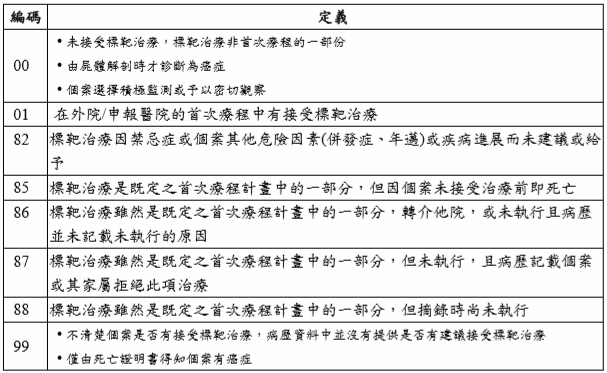 編碼 定義
00
• 未接受標靶治療,標靶治療非首次療程的一部份
• 由屍體解剖時才診斷為癌症
• 個案選擇積極監測或予以密切觀察
01 在外院/申報醫院的首次療程中有接受標靶治療
82 標靶治療因禁忌症或個案其他危險因素(併發症、年邁)或疾病進展而未建議或給
予
85 標靶治療是既定之首次療程計畫中的一部分,但因個案未接受治療前即死亡
86 標靶治療雖然是既定之首次療程計畫中的一部分,轉介他院,或未執行且病歷
並未記載未執行的原因
87 標靶治療雖然是既定之首次療程計畫中的一部分,但未執行,且病歷記載個案
或其家屬拒絕此項治療
88 標靶治療雖然是既定之首次療程計畫中的一部分,但摘錄時尚未執行
99
• 不清楚個案是否有接受標靶治療,病歷資料中並沒有提供是否有建議接受標靶治療
• 僅由死亡證明書得知個案有癌症